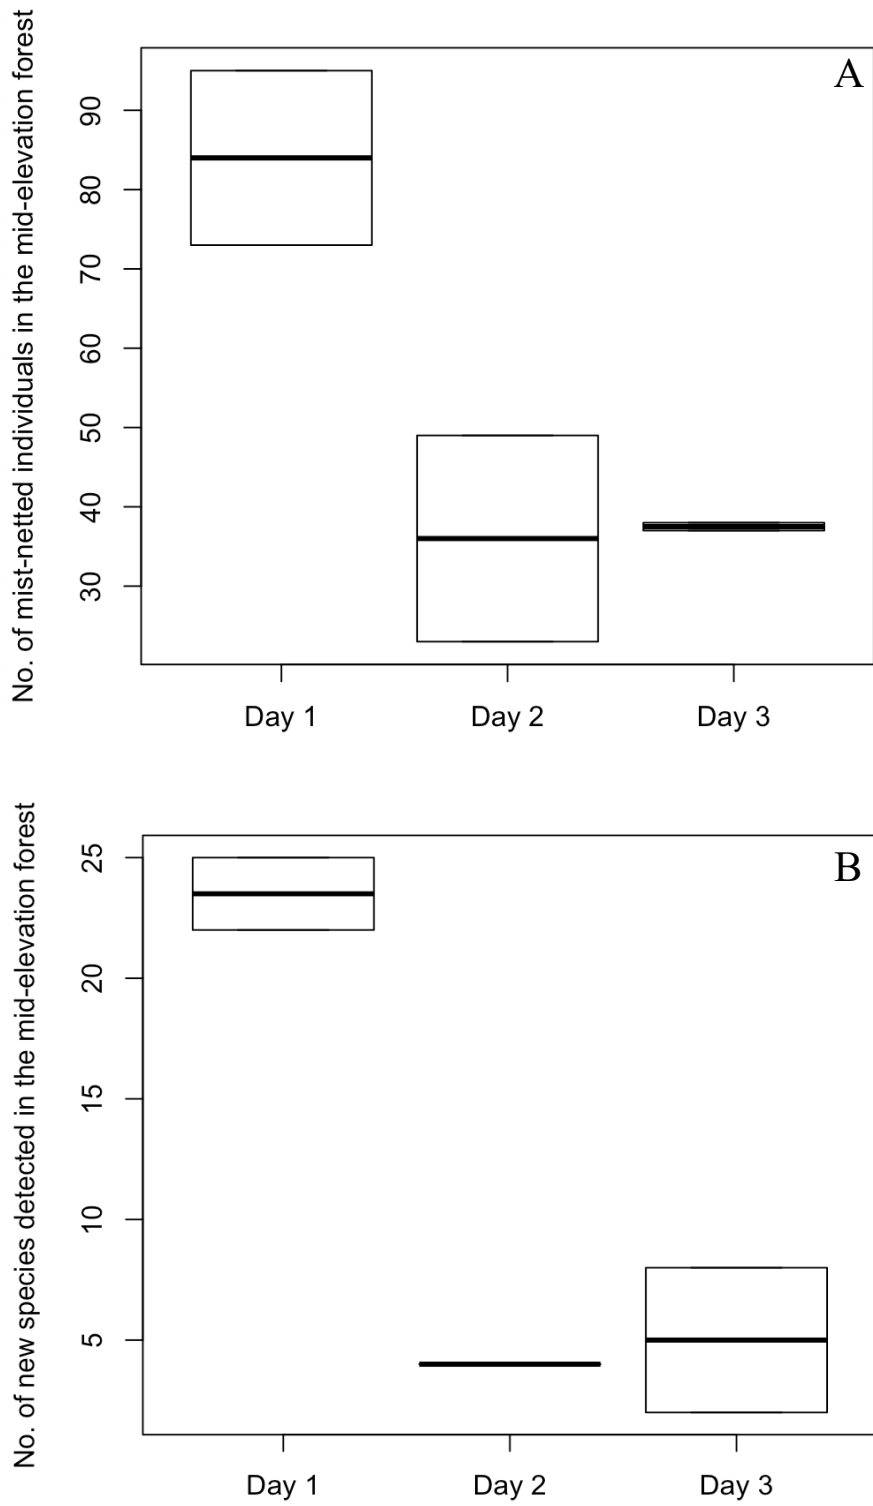 A
No. of mist-netted individuals in the mid-elevation forest
90
80
70
60
50
40
30
Day 1 Day 2 Day 3
B
No. of new species detected in the mid-elevation forest
25
20
15
10
5
Day 1 Day 2 Day 3